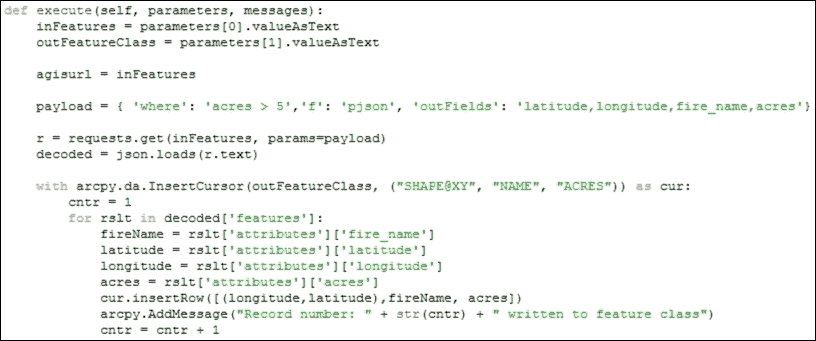 def execute(self, parameters, messages):
    inFeatures = parameters[0].valueAsText
    outFeatureClass = parameters[1].valueAsText

    agisurl = inFeatures

    payload = { 'where': 'acres > 5','f': 'pjson', 'outFields': 'latitude,longitude,fire_name,acres'}

    r = requests.get(inFeatures, params=payload)
    decoded = json.loads(r.text)

    with arcpy.da.InsertCursor(outFeatureClass, ("SHAPE@XY", "NAME", "ACRES")) as cur:
        cntr = 1
        for rslt in decoded['features']:
            fireName = rslt['attributes']['fire_name']
            latitude = rslt['attributes']['latitude']
            longitude = rslt['attributes']['longitude']
            acres = rslt['attributes']['acres']
            cur.insertRow([(longitude,latitude),fireName, acres])
            arcpy.AddMessage("Record number: " + str(cntr) + " written to feature class")
            cntr = cntr + 1